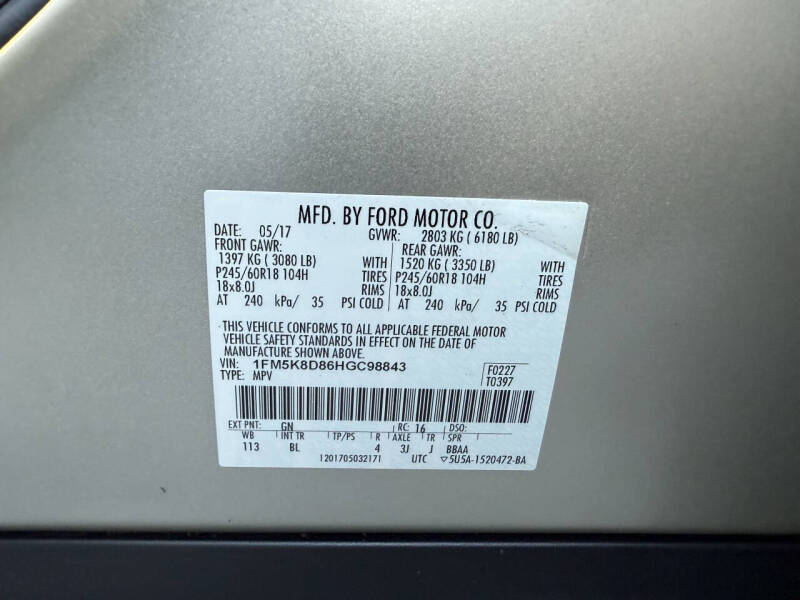 MFD. BY FORD MOTOR CO.
DATE: 05/17 GVWR: 2803 KG ( 6180 LB)
FRONT GAWR: REAR GAWR:
1397 KG ( 3080 LB) WITH 1520 KG ( 3350 LB) WITH
P245/60R18 104H TIRES P245/60R18 104H TIRES
18x8.0J RIMS 18x8.0J RIMS
AT 240 kPa/ 35 PSI COLD AT 240 kPa/ 35 PSI COLD
THIS VEHICLE CONFORMS TO ALL APPLICABLE FEDERAL MOTOR
VEHICLE SAFETY STANDARDS IN EFFECT ON THE DATE OF
MANUFACTURE SHOWN ABOVE.
VIN: 1FM5K8D86HGC98843 F0227
TYPE: MPV T0397
EXT PNT: GN RC: 16 DSO:
WB INT TR TP/PS R AXLE TR SPR
113 BL 4 3J J BBAA
1201705032171 UTC ▽5U5A-1520472-BA